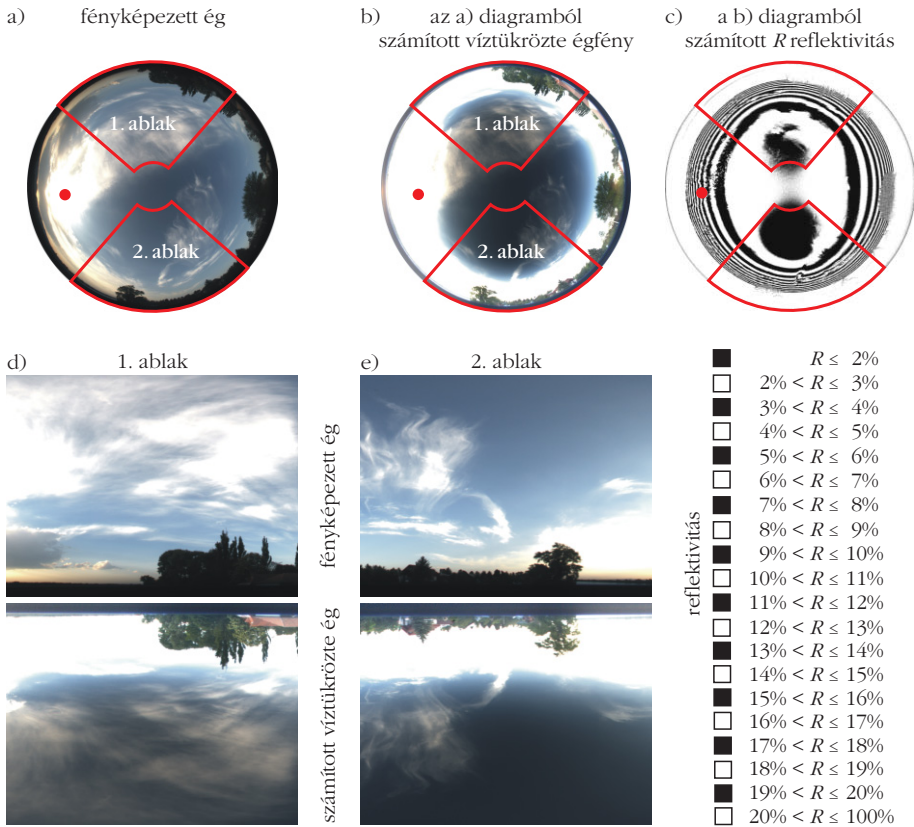 a) fényképezett ég
b) az a) diagramból
számított víztükrözte égfény
c) a b) diagramból
számított R reflektivitás
1. ablak
2. ablak
1. ablak
2. ablak
d) 1. ablak
e) 2. ablak
fényképezett ég
számított víztükrözte ég
reflektivitás
R ≤ 2%
2% < R ≤ 3%
3% < R ≤ 4%
4% < R ≤ 5%
5% < R ≤ 6%
6% < R ≤ 7%
7% < R ≤ 8%
8% < R ≤ 9%
9% < R ≤ 10%
10% < R ≤ 11%
11% < R ≤ 12%
12% < R ≤ 13%
13% < R ≤ 14%
14% < R ≤ 15%
15% < R ≤ 16%
16% < R ≤ 17%
17% < R ≤ 18%
18% < R ≤ 19%
19% < R ≤ 20%
20% < R ≤ 100%